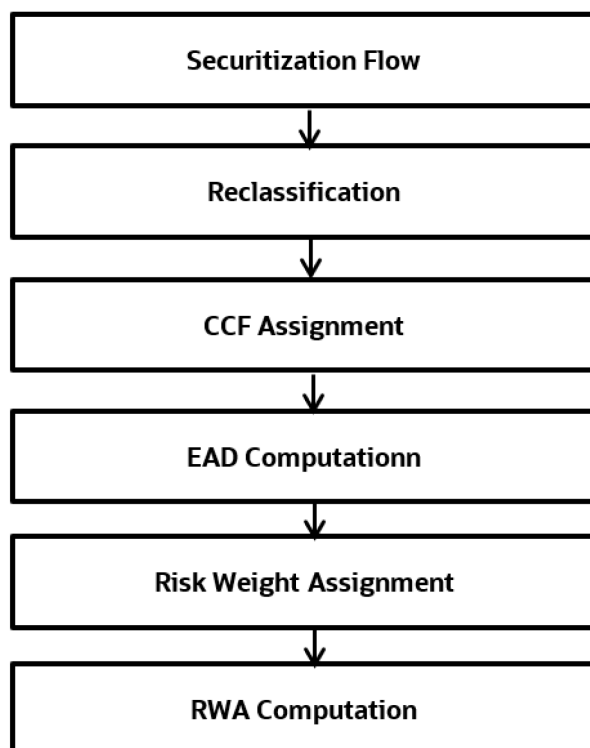 Securitization Flow
Reclassification
CCF Assignment
EAD Computationn
Risk Weight Assignment
RWA Computation